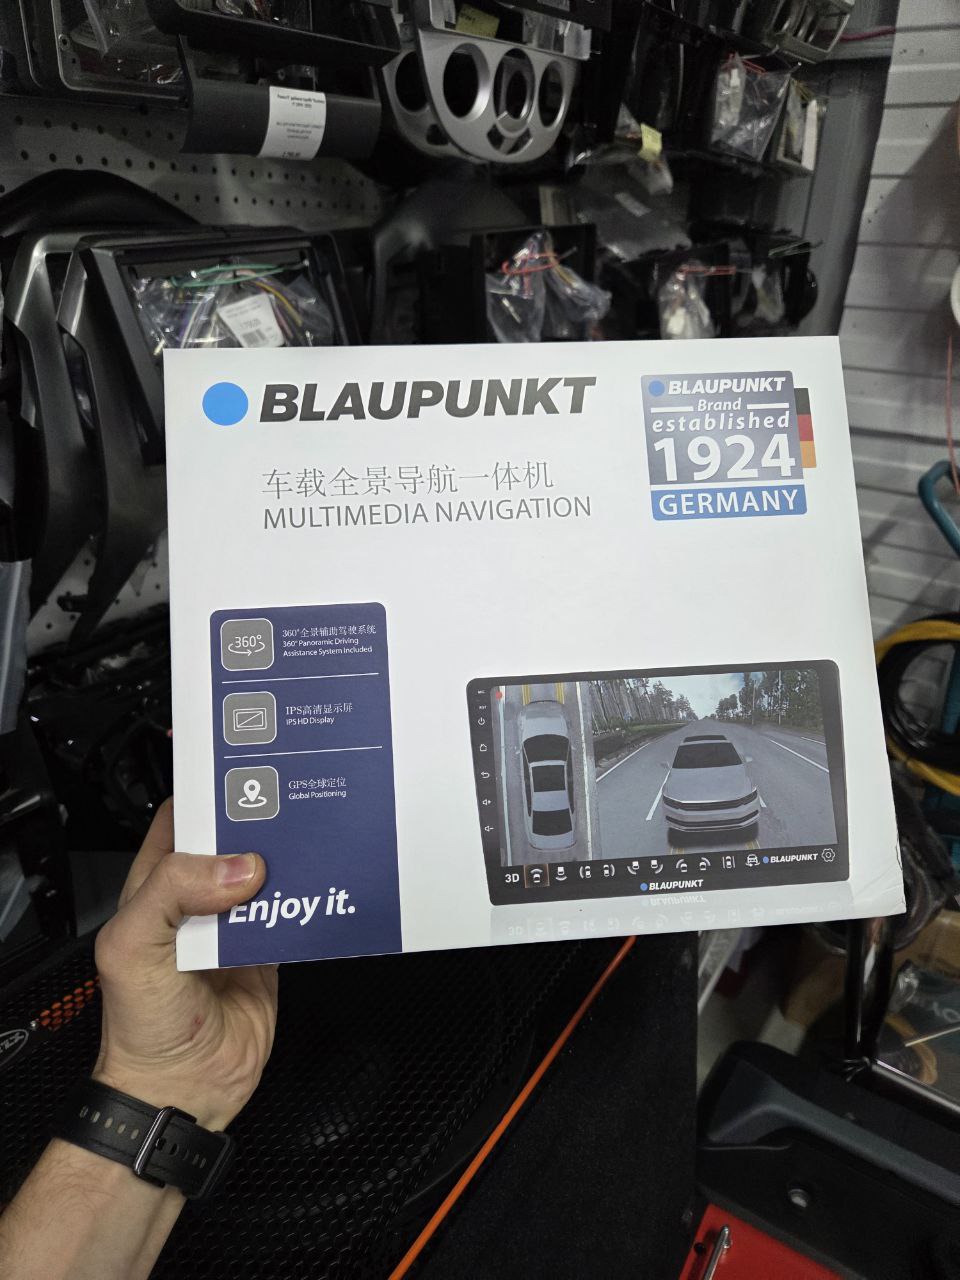 BLAUPUNKT
车载全景导航一体机
MULTIMEDIA NAVIGATION
BLAUPUNKT
Brand
established
1924
GERMANY
360°
360°全景辅助驾驶系统
360° Panoramic Driving
Assistance System Included
IPS高清显示屏
IPS HD Display
GPS全球定位
Global Positioning
Enjoy it.
MIC
RST
3D
BLAUPUNKT
BLAUPUNKT